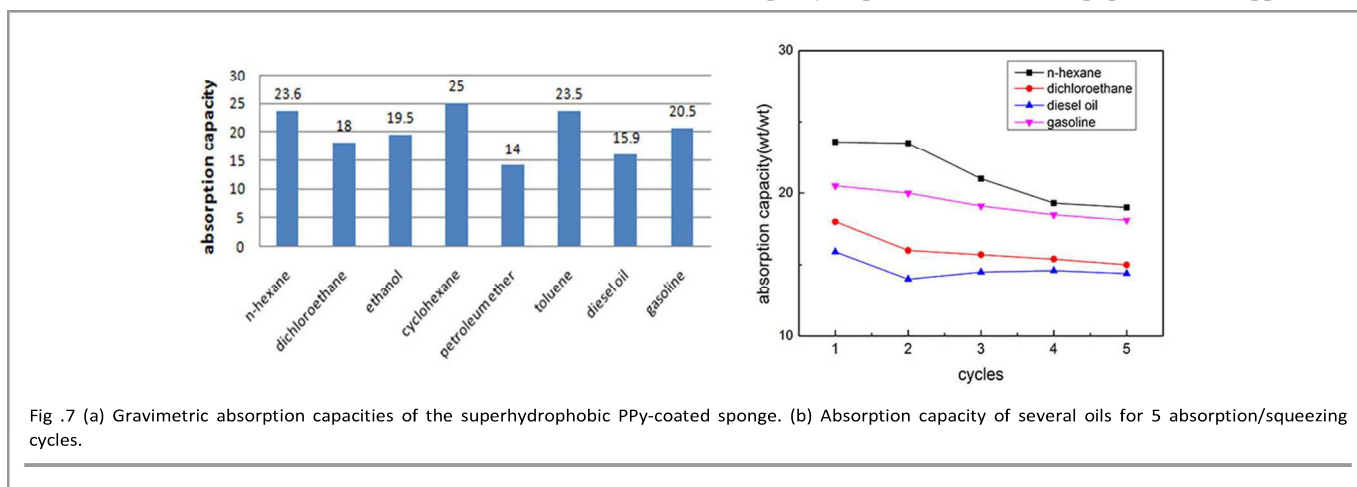 absorption capacity
30
25
20
15
10
5
0
23.6
18
19.5
25
14
23.5
15.9
20.5
n-hexane
dichloroethane
ethanol
cyclohexane
petroleum ether
toluene
diesel oil
gasoline
absorption capacity(wt/wt)
30
20
10
n-hexane
dichloroethane
diesel oil
gasoline
1 2 3 4 5
cycles
Fig .7 (a) Gravimetric absorption capacities of the superhydrophobic PPy-coated sponge. (b) Absorption capacity of several oils for 5 absorption/squeezing
cycles.